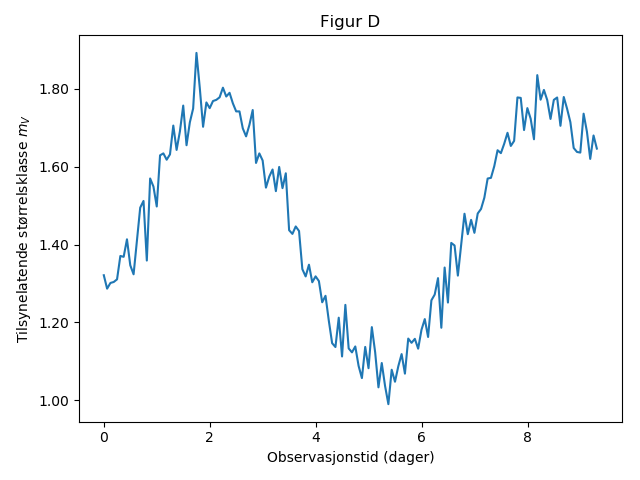 Figur D
Tilsynelatende størrelsklasse $m_V$
1.80
1.60
1.40
1.20
1.00
0 2 4 6 8
Observasjonstid (dager)